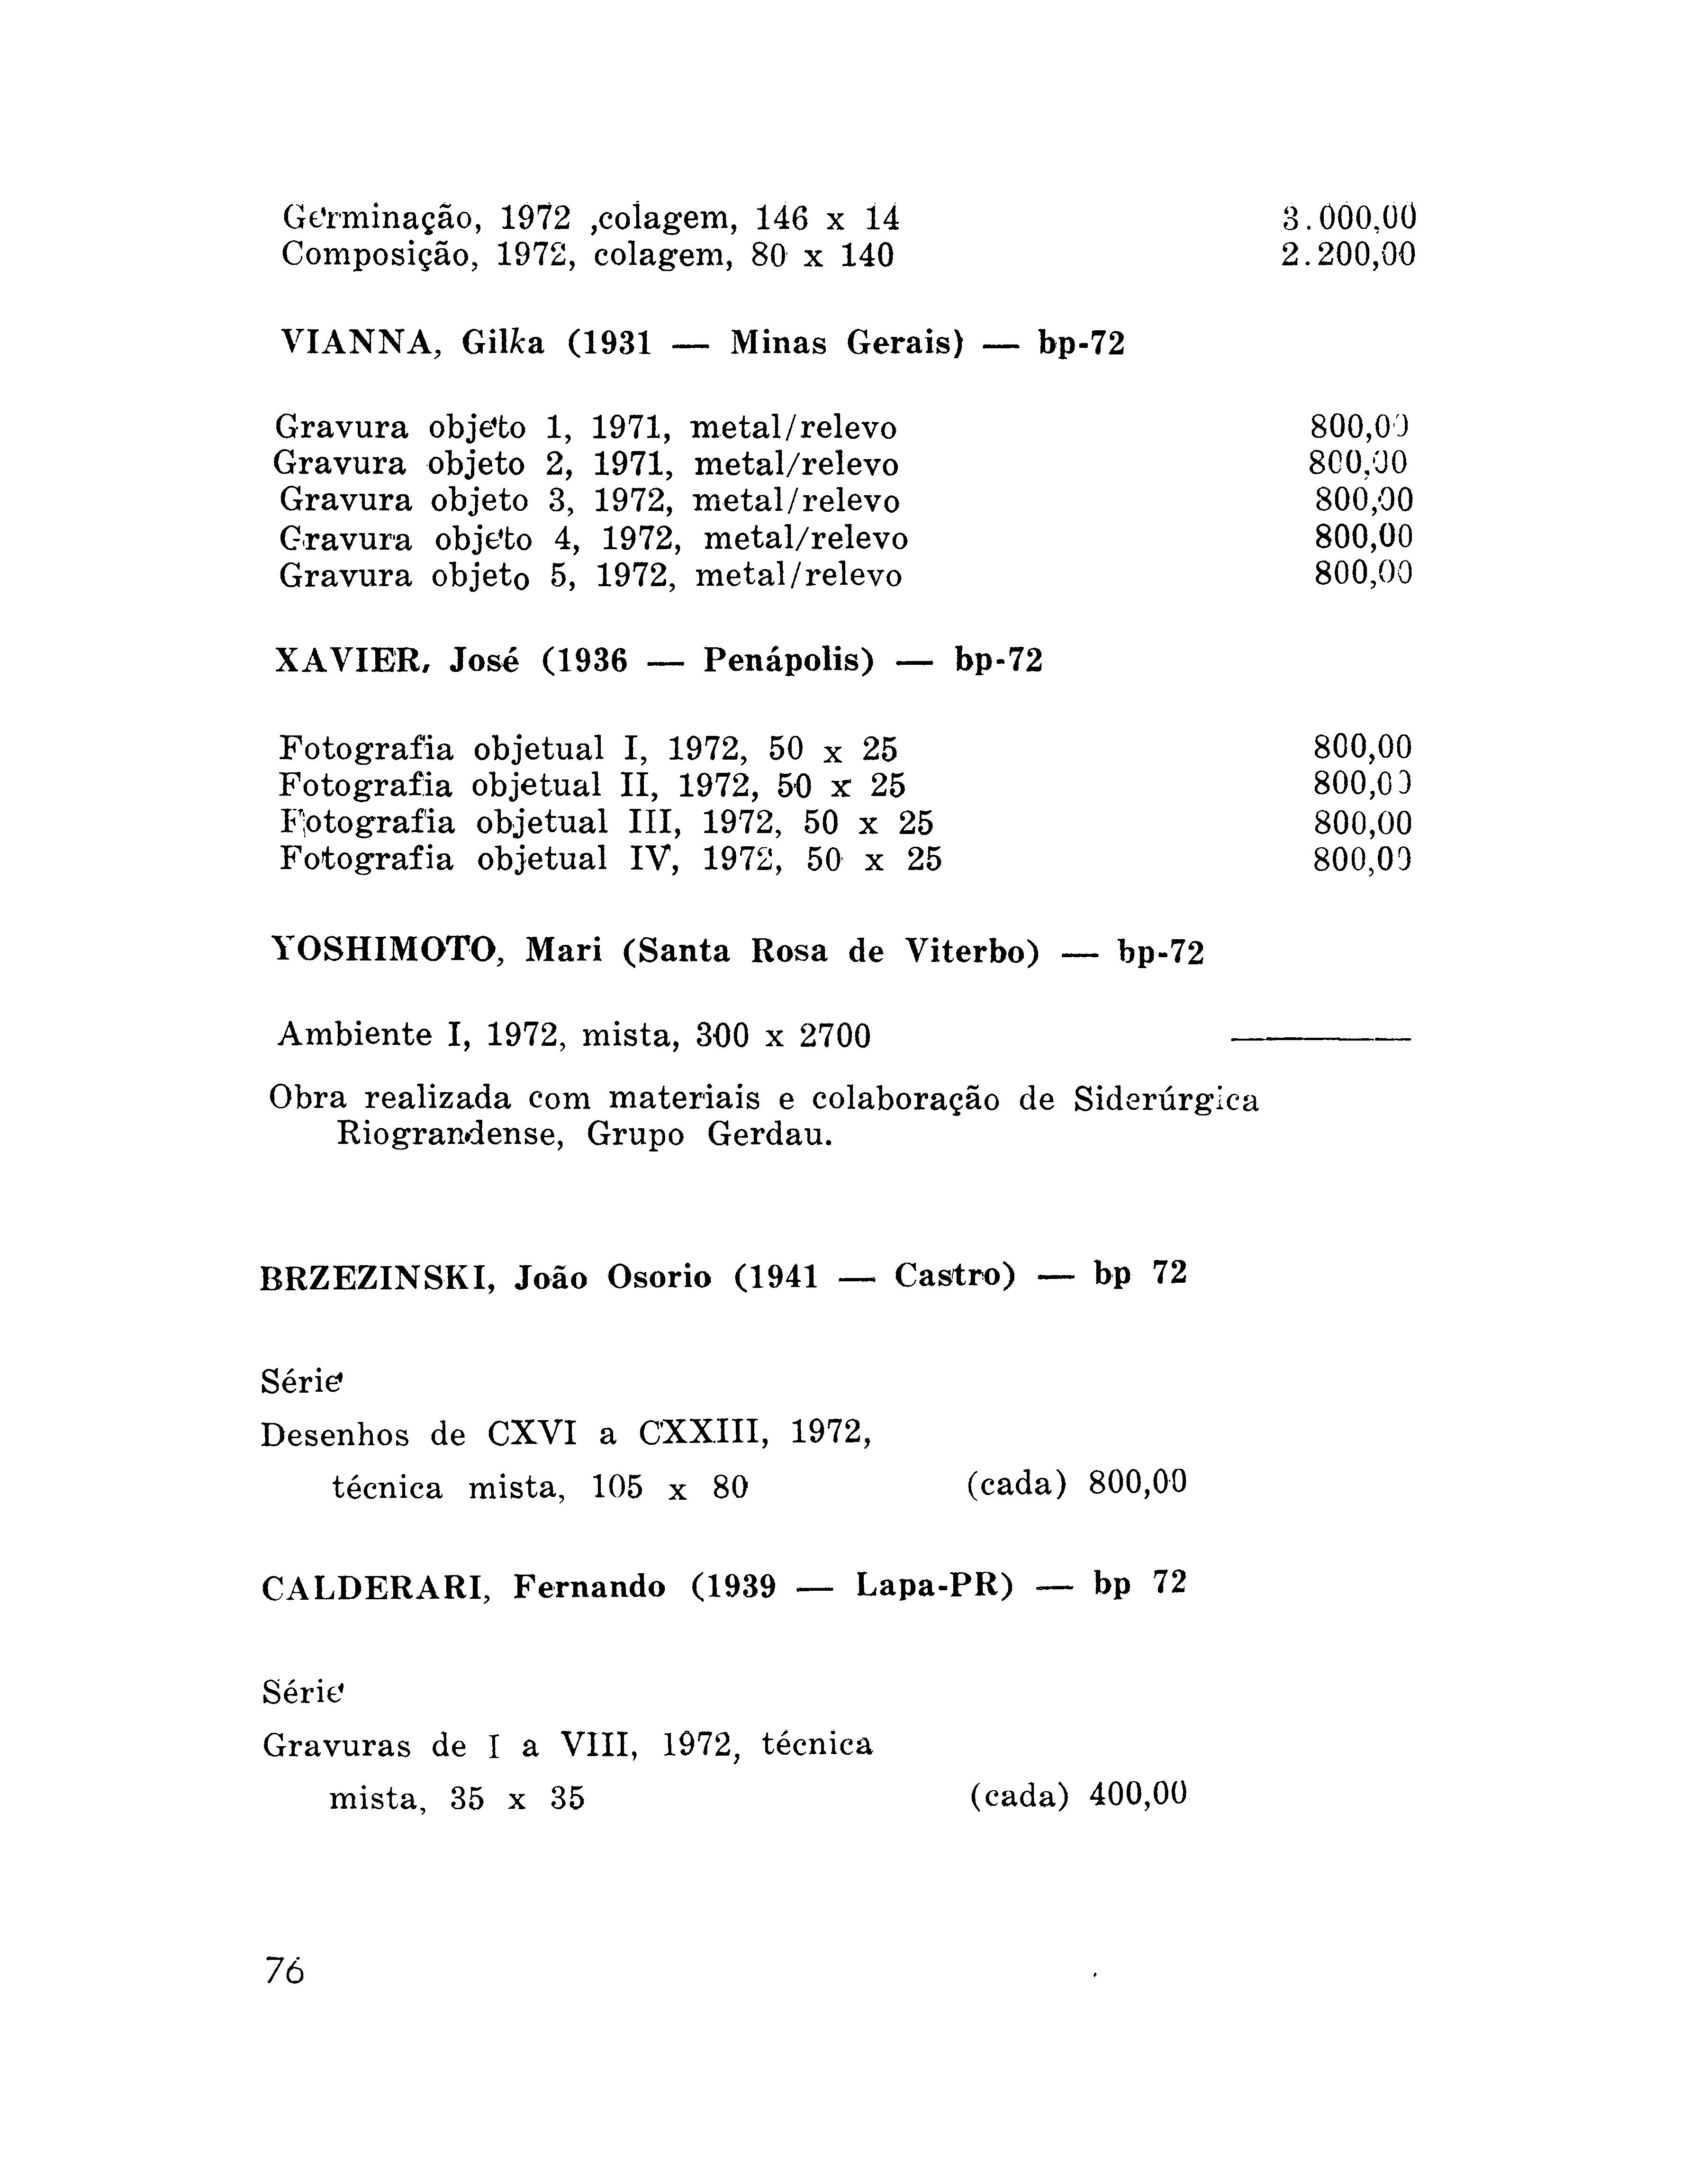 Germinação, 1972 ,colagem, 146 x 14 3.000,00
Composição, 1972, colagem, 80 x 140 2.200,00
VIANNA, Gilka (1931 — Minas Gerais) — bp-72
Gravura objeto 1, 1971, metal/relevo 800,00
Gravura objeto 2, 1971, metal/relevo 800,00
Gravura objeto 3, 1972, metal/relevo 800,00
Gravura objeto 4, 1972, metal/relevo 800,00
Gravura objeto 5, 1972, metal/relevo 800,00
XAVIER, José (1936 — Penápolis) — bp-72
Fotografia objetual I, 1972, 50 x 25 800,00
Fotografia objetual II, 1972, 50 x 25 800,00
Fotografia objetual III, 1972, 50 x 25 800,00
Fotografia objetual IV, 1972, 50 x 25 800,00
YOSHIMOTO, Mari (Santa Rosa de Viterbo) — bp-72
Ambiente I, 1972, mista, 300 x 2700 ————
Obra realizada com materiais e colaboração de Siderúrgica
Riograndense, Grupo Gerdau.
BRZEZINSKI, João Osorio (1941 — Castro) — bp 72
Série
Desenhos de CXVI a CXXIII, 1972,
técnica mista, 105 x 80 (cada) 800,00
CALDERARI, Fernando (1939 — Lapa-PR) — bp 72
Série
Gravuras de I a VIII, 1972, técnica
mista, 35 x 35 (cada) 400,00
76